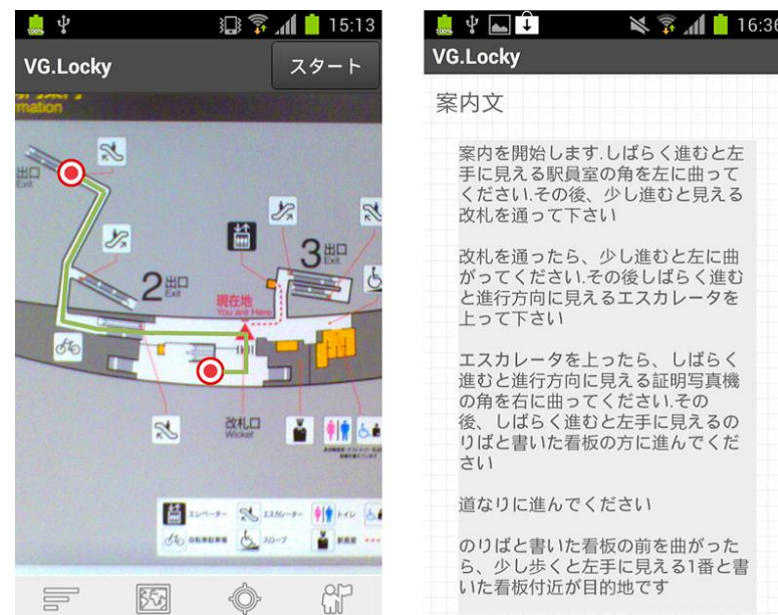 100%
15:13
VG.Locky
スタート
mation
出口
Exit
2 出口
Exit
3 出口
Exit
現在地
You are Here
改札口
Wicket
エレベーター
エスカレーター
トイレ
自転車駐車場
スロープ
駅長室
100%
16:36
VG.Locky
案内文
案内を開始します.しばらく進むと左
手に見える駅員室の角を左に曲って
ください.その後、少し進むと見える
改札を通って下さい
改札を通ったら、少し進むと左に曲
がってください.その後しばらく進む
と進行方向に見えるエスカレータを
上って下さい
エスカレータを上ったら、しばらく
進むと進行方向に見える証明写真機
の角を右に曲ってください.その
後、しばらく進むと左手に見えるの
りばと書いた看板の方に進んでくだ
さい
道なりに進んでください
のりばと書いた看板の前を曲がった
ら、少し歩くと左手に見える1番と書
いた看板付近が目的地です